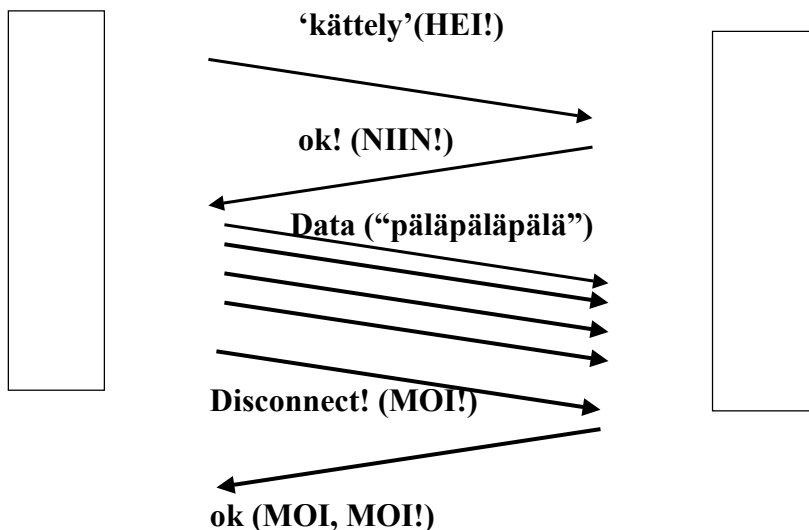 ‘kättely’(HEI!)
ok! (NIIN!)
Data (“päläpäläpälä”)
Disconnect! (MOI!)
ok (MOI, MOI!)